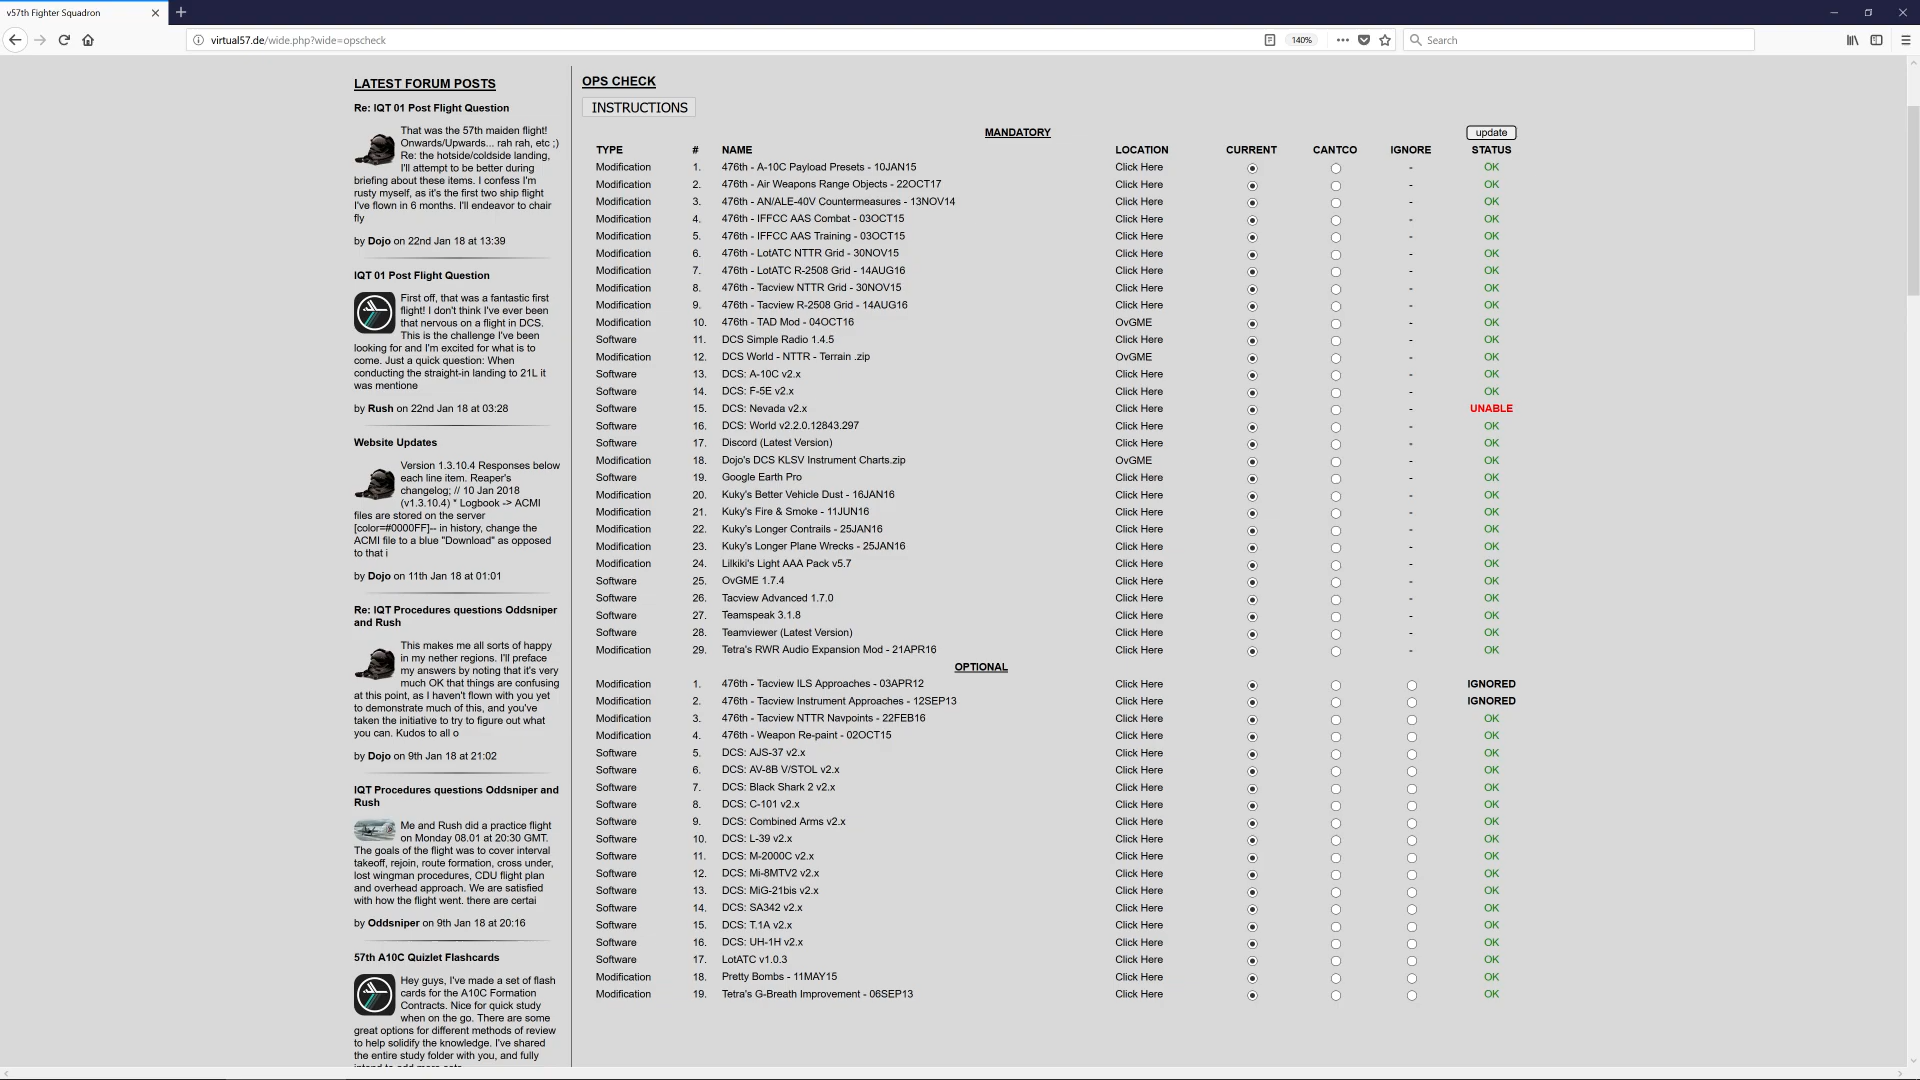 v57th Fighter Squadron
virtual57.de/wide.php?wide=opscheck
140%
Search
LATEST FORUM POSTS
Re: IQT 01 Post Flight Question
That was the 57th maiden flight!
Onwards/Upwards... rah rah, etc ;)
Re: the hotside/coldside landing,
I'll attempt to be better during
briefing about these items. I confess I'm
rusty myself, as it's the first two ship flight
I've flown in 6 months. I'll endeavor to chair
fly
by Dojo on 22nd Jan 18 at 13:39
IQT 01 Post Flight Question
First off, that was a fantastic first
flight! I don't think I've ever been
that nervous on a flight in DCS.
This is the challenge I've been
looking for and I'm excited for what is to
come. Just a quick question: When
conducting the straight-in landing to 21L it
was mentione
by Rush on 22nd Jan 18 at 03:28
Website Updates
Version 1.3.10.4 Responses below
each line item. Reaper's
changelog; // 10 Jan 2018
(v1.3.10.4) * Logbook -> ACMI
files are stored on the server
[color=#0000FF]-- in history, change the
ACMI file to a blue "Download" as opposed
to that i
by Dojo on 11th Jan 18 at 01:01
Re: IQT Procedures questions Oddsniper
and Rush
This makes me all sorts of happy
in my nether regions. I'll preface
my answers by noting that it's very
much OK that things are confusing
at this point, as I haven't flown with you yet
to demonstrate much of this, and you've
taken the initiative to try to figure out what
you can. Kudos to all o
by Dojo on 9th Jan 18 at 21:02
IQT Procedures questions Oddsniper and
Rush
Me and Rush did a practice flight
on Monday 08.01 at 20:30 GMT.
The goals of the flight was to cover interval
takeoff, rejoin, route formation, cross under,
lost wingman procedures, CDU flight plan
and overhead approach. We are satisfied
with how the flight went. there are certai
by Oddsniper on 9th Jan 18 at 20:16
57th A10C Quizlet Flashcards
Hey guys, I've made a set of flash
cards for the A10C Formation
Contracts. Nice for quick study
when on the go. There are some
great options for different methods of review
to help solidify the knowledge. I've shared
the entire study folder with you, and fully
OPS CHECK
INSTRUCTIONS
MANDATORY update
TYPE # NAME LOCATION CURRENT CANTCO IGNORE STATUS
Modification 1. 476th - A-10C Payload Presets - 10JAN15 Click Here - OK
Modification 2. 476th - Air Weapons Range Objects - 22OCT17 Click Here - OK
Modification 3. 476th - AN/ALE-40V Countermeasures - 13NOV14 Click Here - OK
Modification 4. 476th - IFFCC AAS Combat - 03OCT15 Click Here - OK
Modification 5. 476th - IFFCC AAS Training - 03OCT15 Click Here - OK
Modification 6. 476th - LotATC NTTR Grid - 30NOV15 Click Here - OK
Modification 7. 476th - LotATC R-2508 Grid - 14AUG16 Click Here - OK
Modification 8. 476th - Tacview NTTR Grid - 30NOV15 Click Here - OK
Modification 9. 476th - Tacview R-2508 Grid - 14AUG16 Click Here - OK
Modification 10. 476th - TAD Mod - 04OCT16 OvGME - OK
Software 11. DCS Simple Radio 1.4.5 Click Here - OK
Modification 12. DCS World - NTTR - Terrain .zip OvGME - OK
Software 13. DCS: A-10C v2.x Click Here - OK
Software 14. DCS: F-5E v2.x Click Here - OK
Software 15. DCS: Nevada v2.x Click Here - UNABLE
Software 16. DCS: World v2.2.0.12843.297 Click Here - OK
Software 17. Discord (Latest Version) Click Here - OK
Modification 18. Dojo's DCS KLSV Instrument Charts.zip OvGME - OK
Software 19. Google Earth Pro Click Here - OK
Modification 20. Kuky's Better Vehicle Dust - 16JAN16 Click Here - OK
Modification 21. Kuky's Fire & Smoke - 11JUN16 Click Here - OK
Modification 22. Kuky's Longer Contrails - 25JAN16 Click Here - OK
Modification 23. Kuky's Longer Plane Wrecks - 25JAN16 Click Here - OK
Modification 24. Lilkiki's Light AAA Pack v5.7 Click Here - OK
Software 25. OvGME 1.7.4 Click Here - OK
Software 26. Tacview Advanced 1.7.0 Click Here - OK
Software 27. Teamspeak 3.1.8 Click Here - OK
Software 28. Teamviewer (Latest Version) Click Here - OK
Modification 29. Tetra's RWR Audio Expansion Mod - 21APR16 Click Here - OK
OPTIONAL
Modification 1. 476th - Tacview ILS Approaches - 03APR12 Click Here IGNORED
Modification 2. 476th - Tacview Instrument Approaches - 12SEP13 Click Here IGNORED
Modification 3. 476th - Tacview NTTR Navpoints - 22FEB16 Click Here OK
Modification 4. 476th - Weapon Re-paint - 02OCT15 Click Here OK
Software 5. DCS: AJS-37 v2.x Click Here OK
Software 6. DCS: AV-8B V/STOL v2.x Click Here OK
Software 7. DCS: Black Shark 2 v2.x Click Here OK
Software 8. DCS: C-101 v2.x Click Here OK
Software 9. DCS: Combined Arms v2.x Click Here OK
Software 10. DCS: L-39 v2.x Click Here OK
Software 11. DCS: M-2000C v2.x Click Here OK
Software 12. DCS: Mi-8MTV2 v2.x Click Here OK
Software 13. DCS: MiG-21bis v2.x Click Here OK
Software 14. DCS: SA342 v2.x Click Here OK
Software 15. DCS: T.1A v2.x Click Here OK
Software 16. DCS: UH-1H v2.x Click Here OK
Software 17. LotATC v1.0.3 Click Here OK
Modification 18. Pretty Bombs - 11MAY15 Click Here OK
Modification 19. Tetra's G-Breath Improvement - 06SEP13 Click Here OK